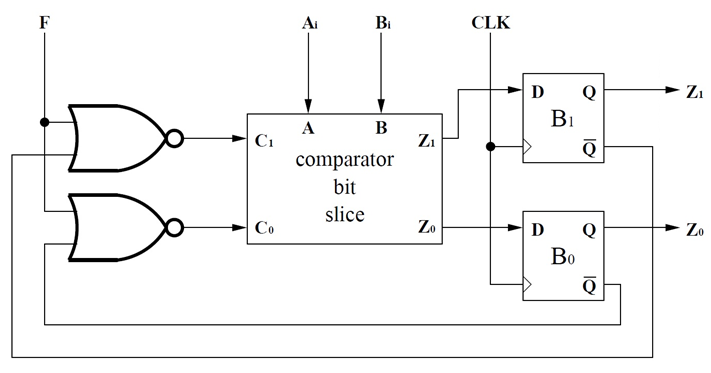 F
Aᵢ
Bᵢ
CLK
D Q
Z₁
B₁
Q̅
A B
C₁
Z₁
comparator
bit
slice
C₀
Z₀
D Q
Z₀
B₀
Q̅